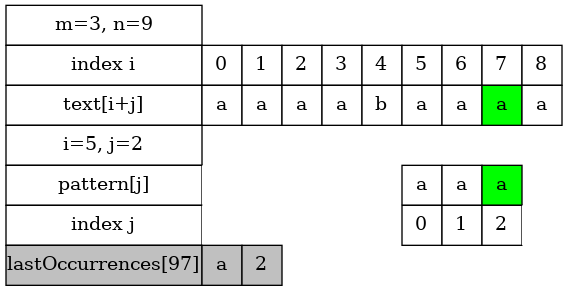 m=3, n=9
index i 0 1 2 3 4 5 6 7 8
text[i+j] a a a a b a a a a
i=5, j=2
pattern[j] a a a
index j 0 1 2
lastOccurrences[97] a 2